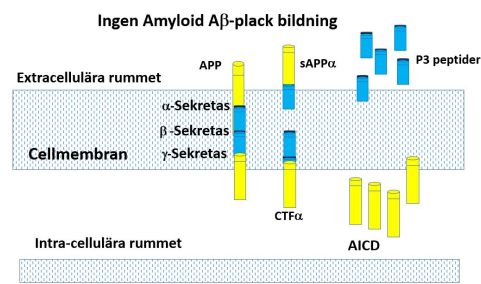 Ingen Amyloid Aβ-plack bildning
APP
sAPPα
P3 peptider
Extracellulära rummet
α-Sekretas
β-Sekretas
Cellmembran
γ-Sekretas
CTFα
Intra-cellulära rummet
AICD